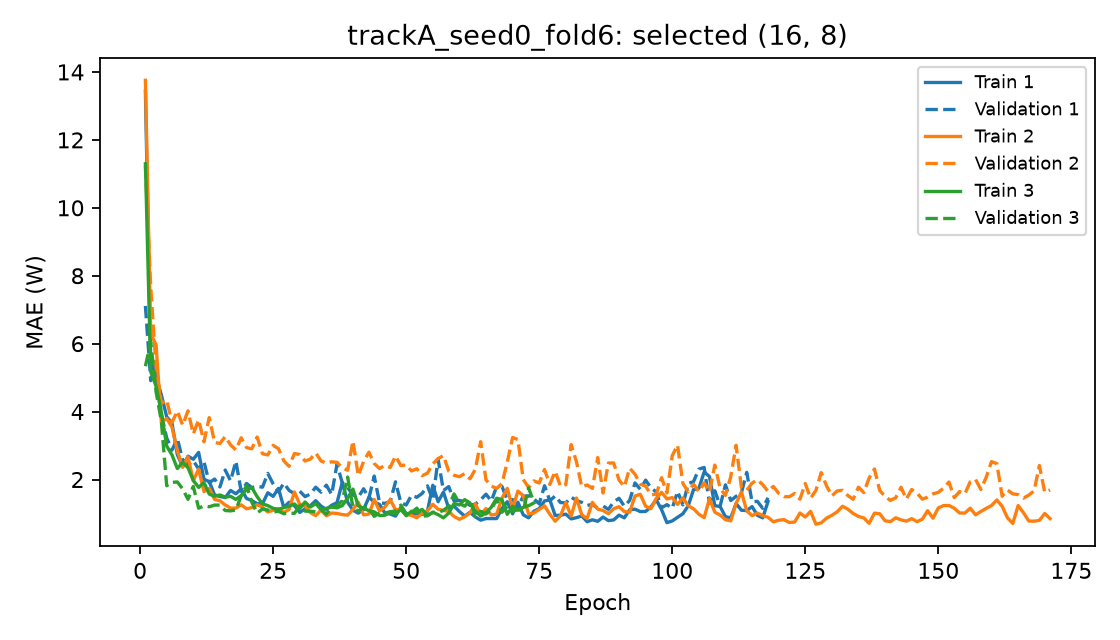 trackA_seed0_fold6: selected (16, 8)
14
12
10
8
6
4
2
MAE (W)
Train 1
Validation 1
Train 2
Validation 2
Train 3
Validation 3
0 25 50 75 100 125 150 175
Epoch